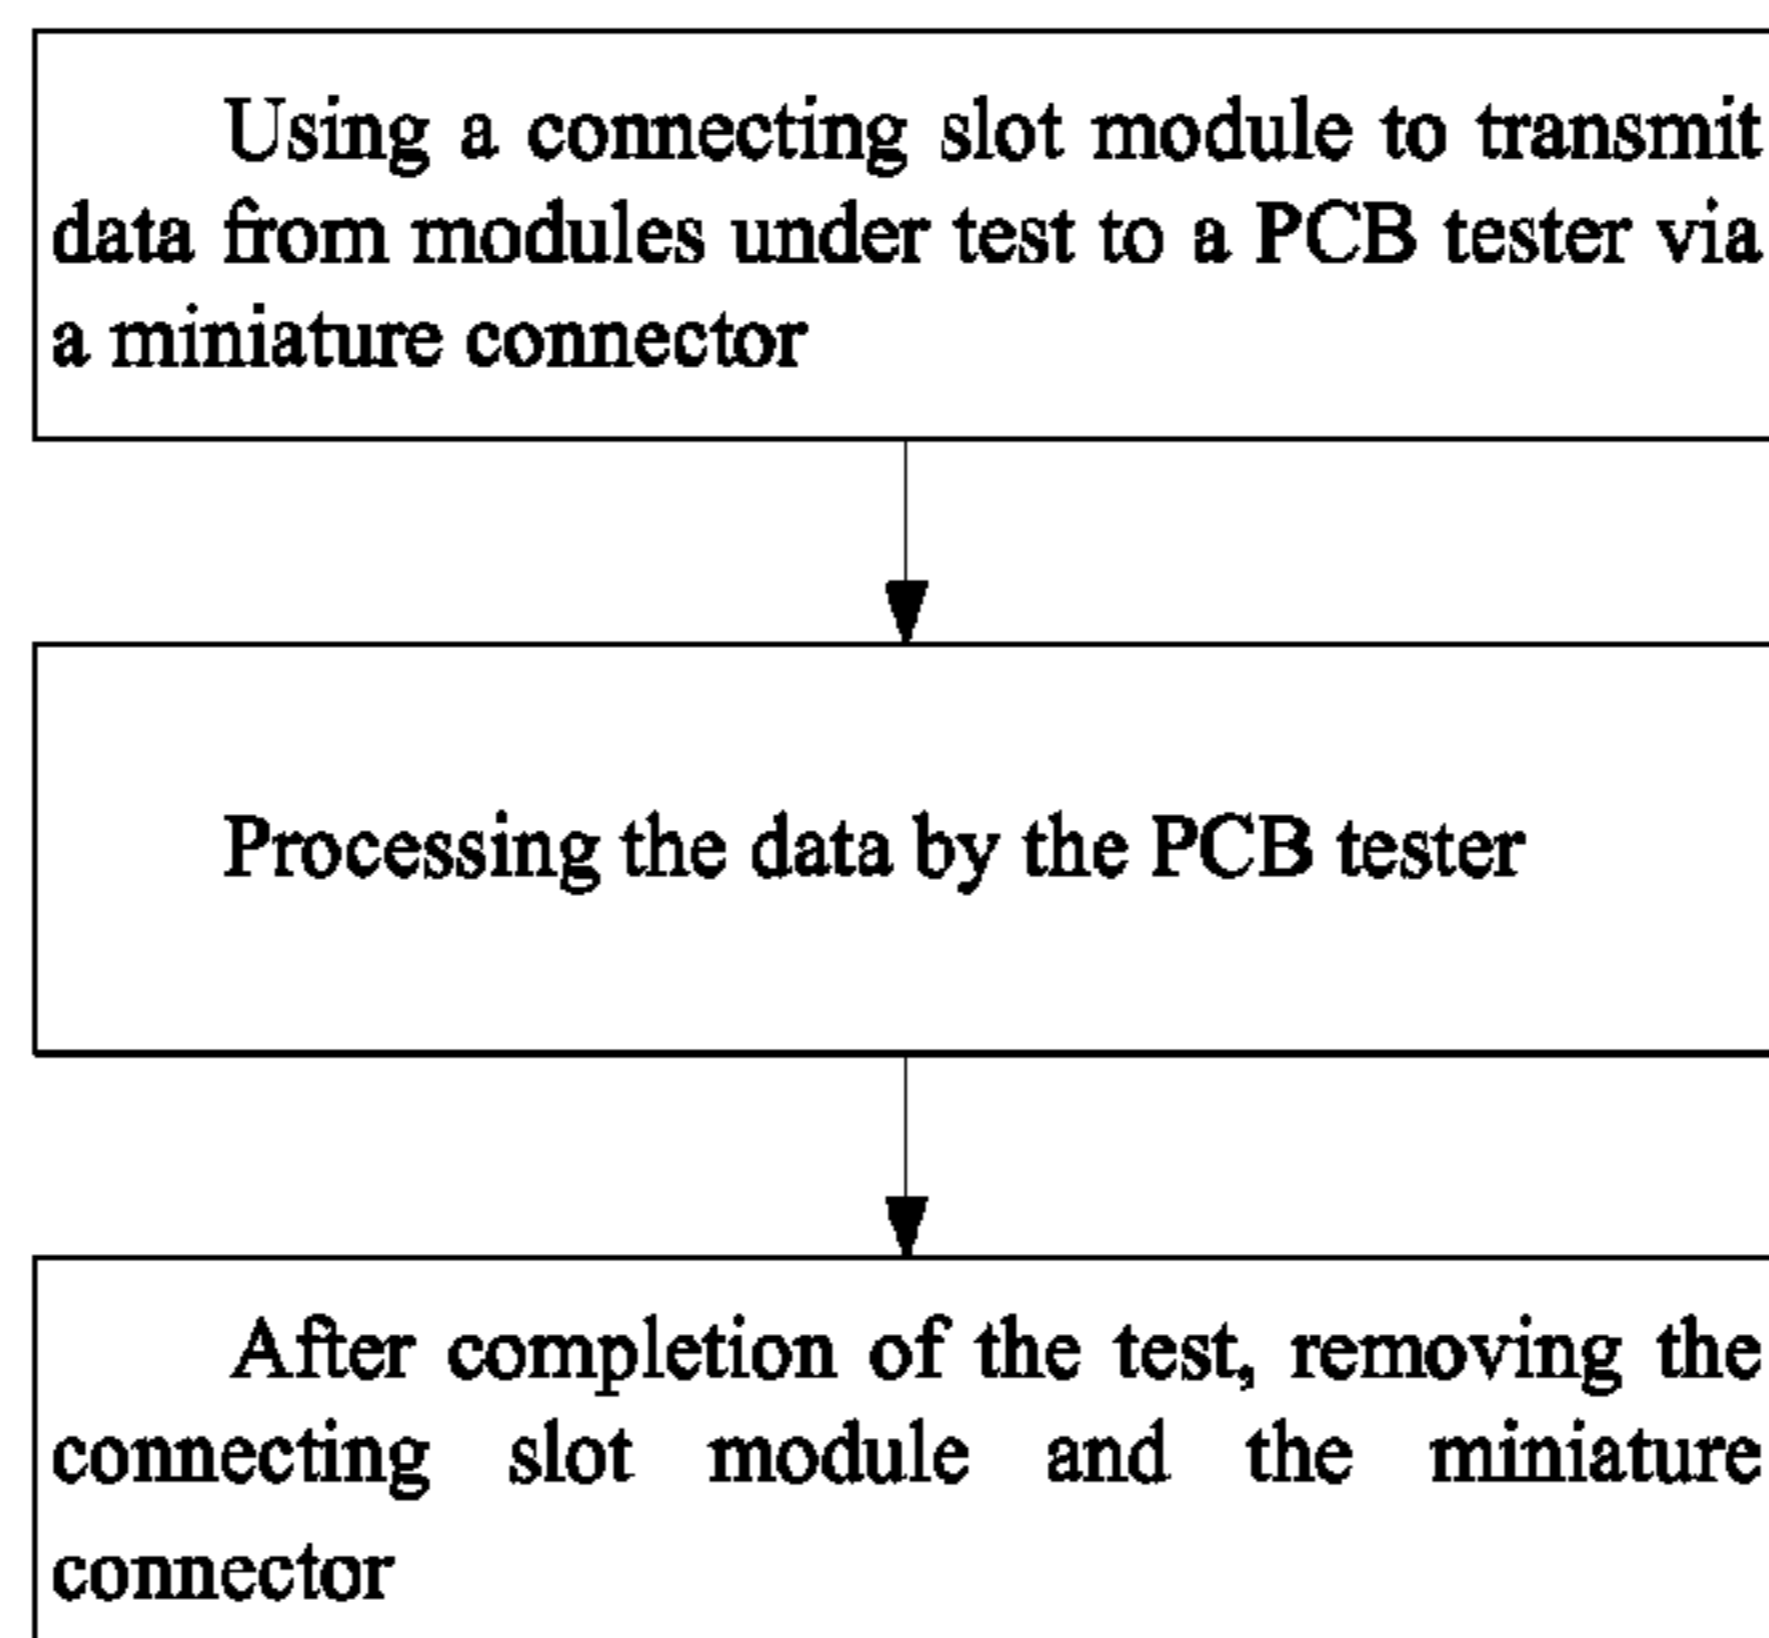 Using a connecting slot module to transmit
data from modules under test to a PCB tester via
a miniature connector
Processing the data by the PCB tester
After completion of the test, removing the
connecting slot module and the miniature
connector